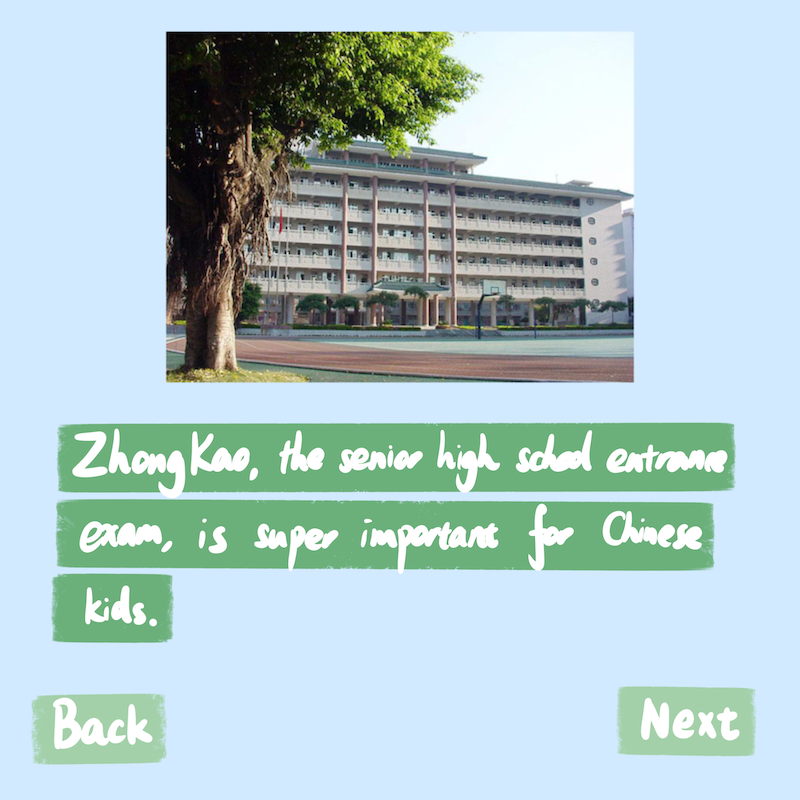 ZhongKao, the senior high school entrance
exam, is super important for Chinese
kids.
Back
Next